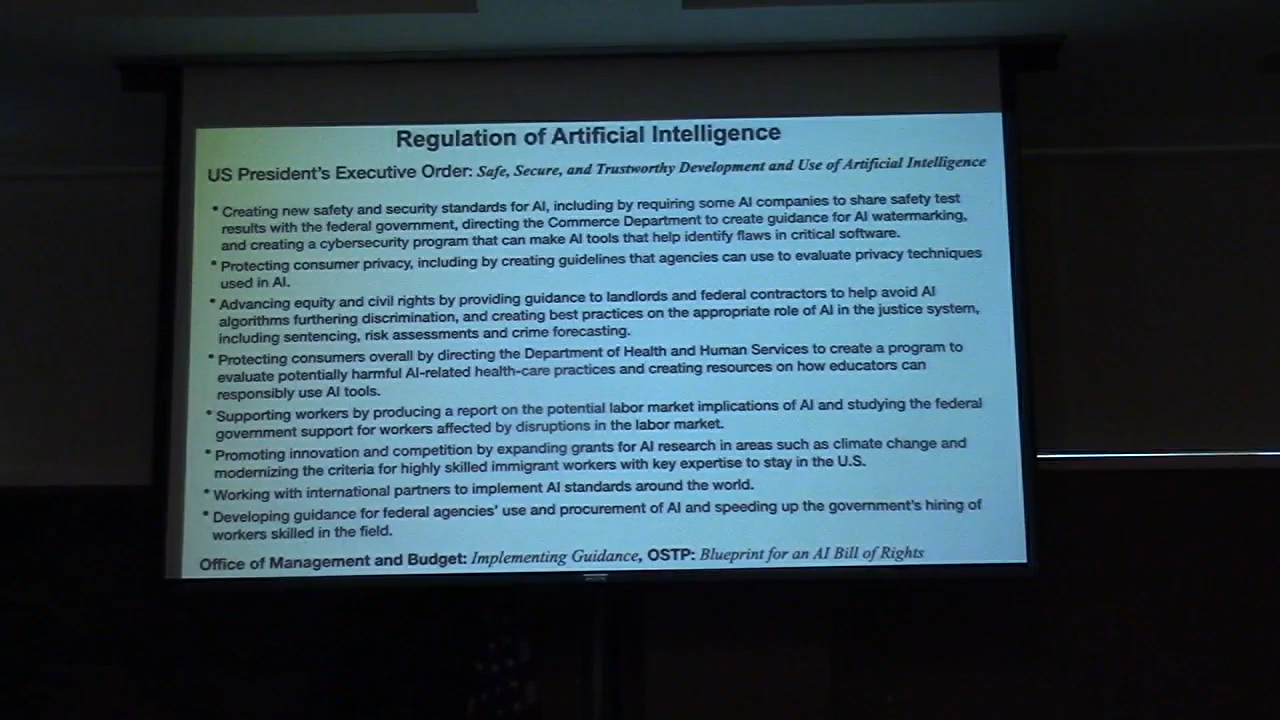 Regulation of Artificial Intelligence
US President's Executive Order: Safe, Secure, and Trustworthy Development and Use of Artificial Intelligence
• Creating new safety and security standards for AI, including by requiring some AI companies to share safety test
results with the federal government, directing the Commerce Department to create guidance for AI watermarking,
and creating a cybersecurity program that can make AI tools that help identify flaws in critical software.
• Protecting consumer privacy, including by creating guidelines that agencies can use to evaluate privacy techniques
used in AI.
• Advancing equity and civil rights by providing guidance to landlords and federal contractors to help avoid AI
algorithms furthering discrimination, and creating best practices on the appropriate role of AI in the justice system,
including sentencing, risk assessments and crime forecasting.
• Protecting consumers overall by directing the Department of Health and Human Services to create a program to
evaluate potentially harmful AI-related health-care practices and creating resources on how educators can
responsibly use AI tools.
• Supporting workers by producing a report on the potential labor market implications of AI and studying the federal
government support for workers affected by disruptions in the labor market.
• Promoting innovation and competition by expanding grants for AI research in areas such as climate change and
modernizing the criteria for highly skilled immigrant workers with key expertise to stay in the U.S.
• Working with international partners to implement AI standards around the world.
• Developing guidance for federal agencies' use and procurement of AI and speeding up the government's hiring of
workers skilled in the field.
Office of Management and Budget: Implementing Guidance, OSTP: Blueprint for an AI Bill of Rights